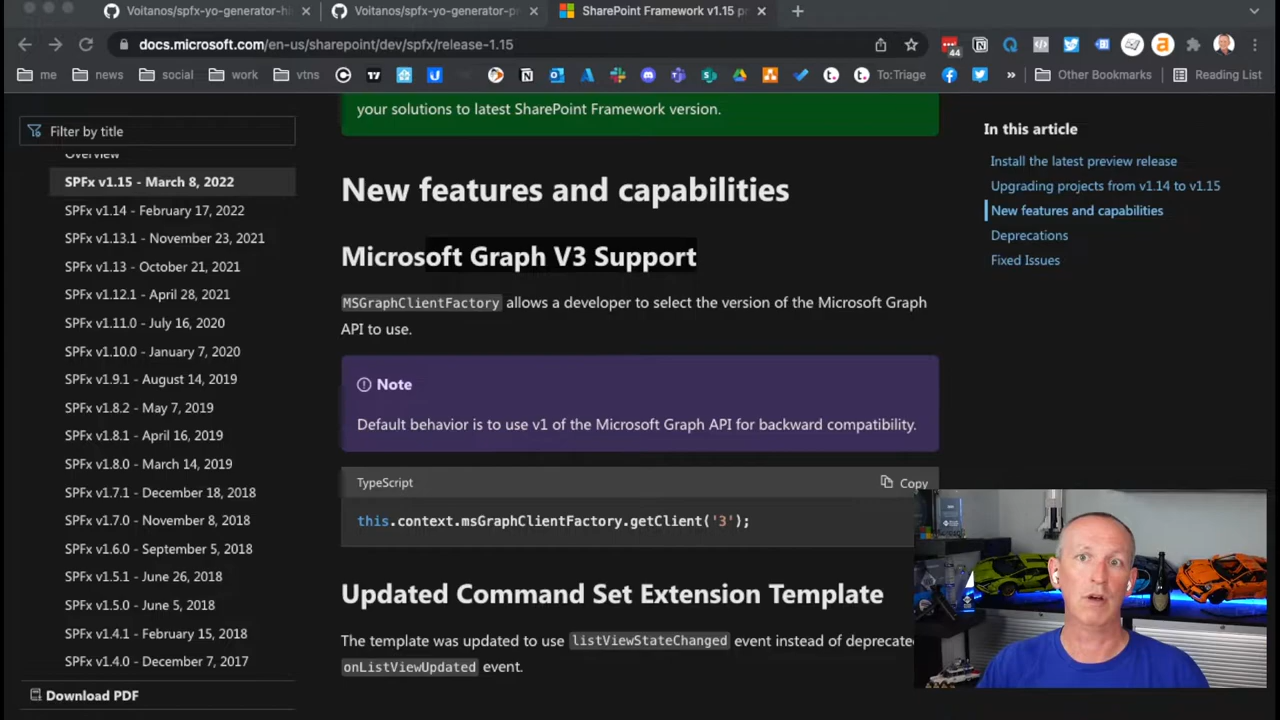 Voitanos/spfx-yo-generator-hi
Voitanos/spfx-yo-generator-pr
SharePoint Framework v1.15 pr
docs.microsoft.com/en-us/sharepoint/dev/spfx/release-1.15
44
me
news
social
work
vtns
To:Triage
Other Bookmarks
Reading List
Filter by title
Overview
SPFx v1.15 - March 8, 2022
SPFx v1.14 - February 17, 2022
SPFx v1.13.1 - November 23, 2021
SPFx v1.13 - October 21, 2021
SPFx v1.12.1 - April 28, 2021
SPFx v1.11.0 - July 16, 2020
SPFx v1.10.0 - January 7, 2020
SPFx v1.9.1 - August 14, 2019
SPFx v1.8.2 - May 7, 2019
SPFx v1.8.1 - April 16, 2019
SPFx v1.8.0 - March 14, 2019
SPFx v1.7.1 - December 18, 2018
SPFx v1.7.0 - November 8, 2018
SPFx v1.6.0 - September 5, 2018
SPFx v1.5.1 - June 26, 2018
SPFx v1.5.0 - June 5, 2018
SPFx v1.4.1 - February 15, 2018
SPFx v1.4.0 - December 7, 2017
Download PDF
your solutions to latest SharePoint Framework version.
New features and capabilities
Microsoft Graph V3 Support
MSGraphClientFactory allows a developer to select the version of the Microsoft Graph
API to use.
Note
Default behavior is to use v1 of the Microsoft Graph API for backward compatibility.
TypeScript
Copy
this.context.msGraphClientFactory.getClient('3');
Updated Command Set Extension Template
The template was updated to use listViewStateChanged event instead of deprecate
onListViewUpdated event.
In this article
Install the latest preview release
Upgrading projects from v1.14 to v1.15
New features and capabilities
Deprecations
Fixed Issues